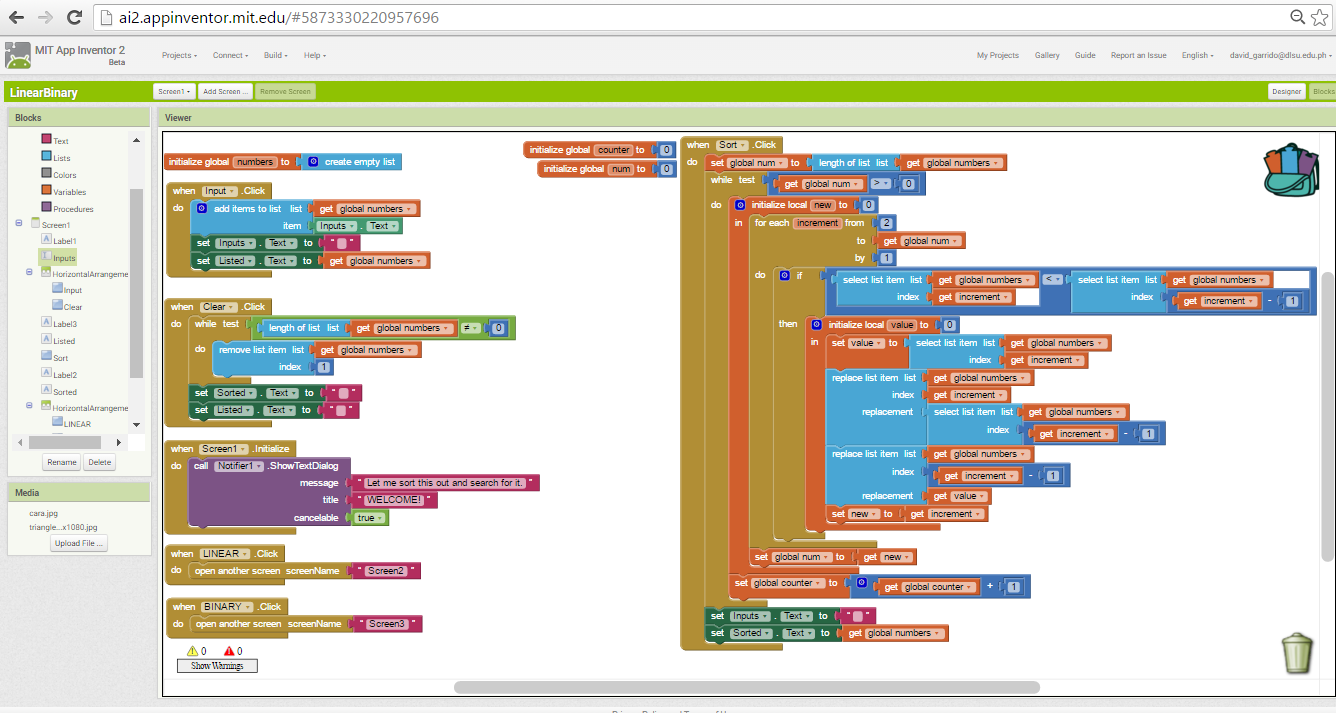 ai2.appinventor.mit.edu/#5873330220957696
MIT App Inventor 2
Beta
Projects Connect Build Help
My Projects Gallery Guide Report an Issue English david_garrido@dlsu.edu.ph
LinearBinary
Screen1 Add Screen ... Remove Screen
Designer Blocks
Blocks
Text
Lists
Colors
Variables
Procedures
Screen1
Label1
Inputs
HorizontalArrangeme
Input
Clear
Label3
Listed
Sort
Label2
Sorted
HorizontalArrangeme
LINEAR
Rename Delete
Media
cara.jpg
triangle...x1080.jpg
Upload File ...
Viewer
initialize global numbers to create empty list
when Input .Click
do add items to list list get global numbers
item Inputs . Text
set Inputs . Text to " "
set Listed . Text to get global numbers
when Clear .Click
do while test length of list list get global numbers ≠ 0
do remove list item list get global numbers
index 1
set Sorted . Text to " "
set Listed . Text to " "
when Screen1 .Initialize
do call Notifier1 .ShowTextDialog
message " Let me sort this out and search for it. "
title " WELCOME! "
cancelable true
when LINEAR .Click
do open another screen screenName " Screen2 "
when BINARY .Click
do open another screen screenName " Screen3 "
0 0
Show Warnings
initialize global counter to 0
initialize global num to 0
when Sort .Click
do set global num to length of list list get global numbers
while test get global num > 0
do initialize local new to 0
in for each increment from 2
to get global num
by 1
do if select list item list get global numbers < select list item list get global numbers
index get increment index get increment - 1
then initialize local value to 0
in set value to select list item list get global numbers
index get increment
replace list item list get global numbers
index get increment
replacement select list item list get global numbers
index get increment - 1
replace list item list get global numbers
index get increment - 1
replacement get value
set new to get increment
set global num to get new
set global counter to get global counter + 1
set Inputs . Text to " "
set Sorted . Text to get global numbers